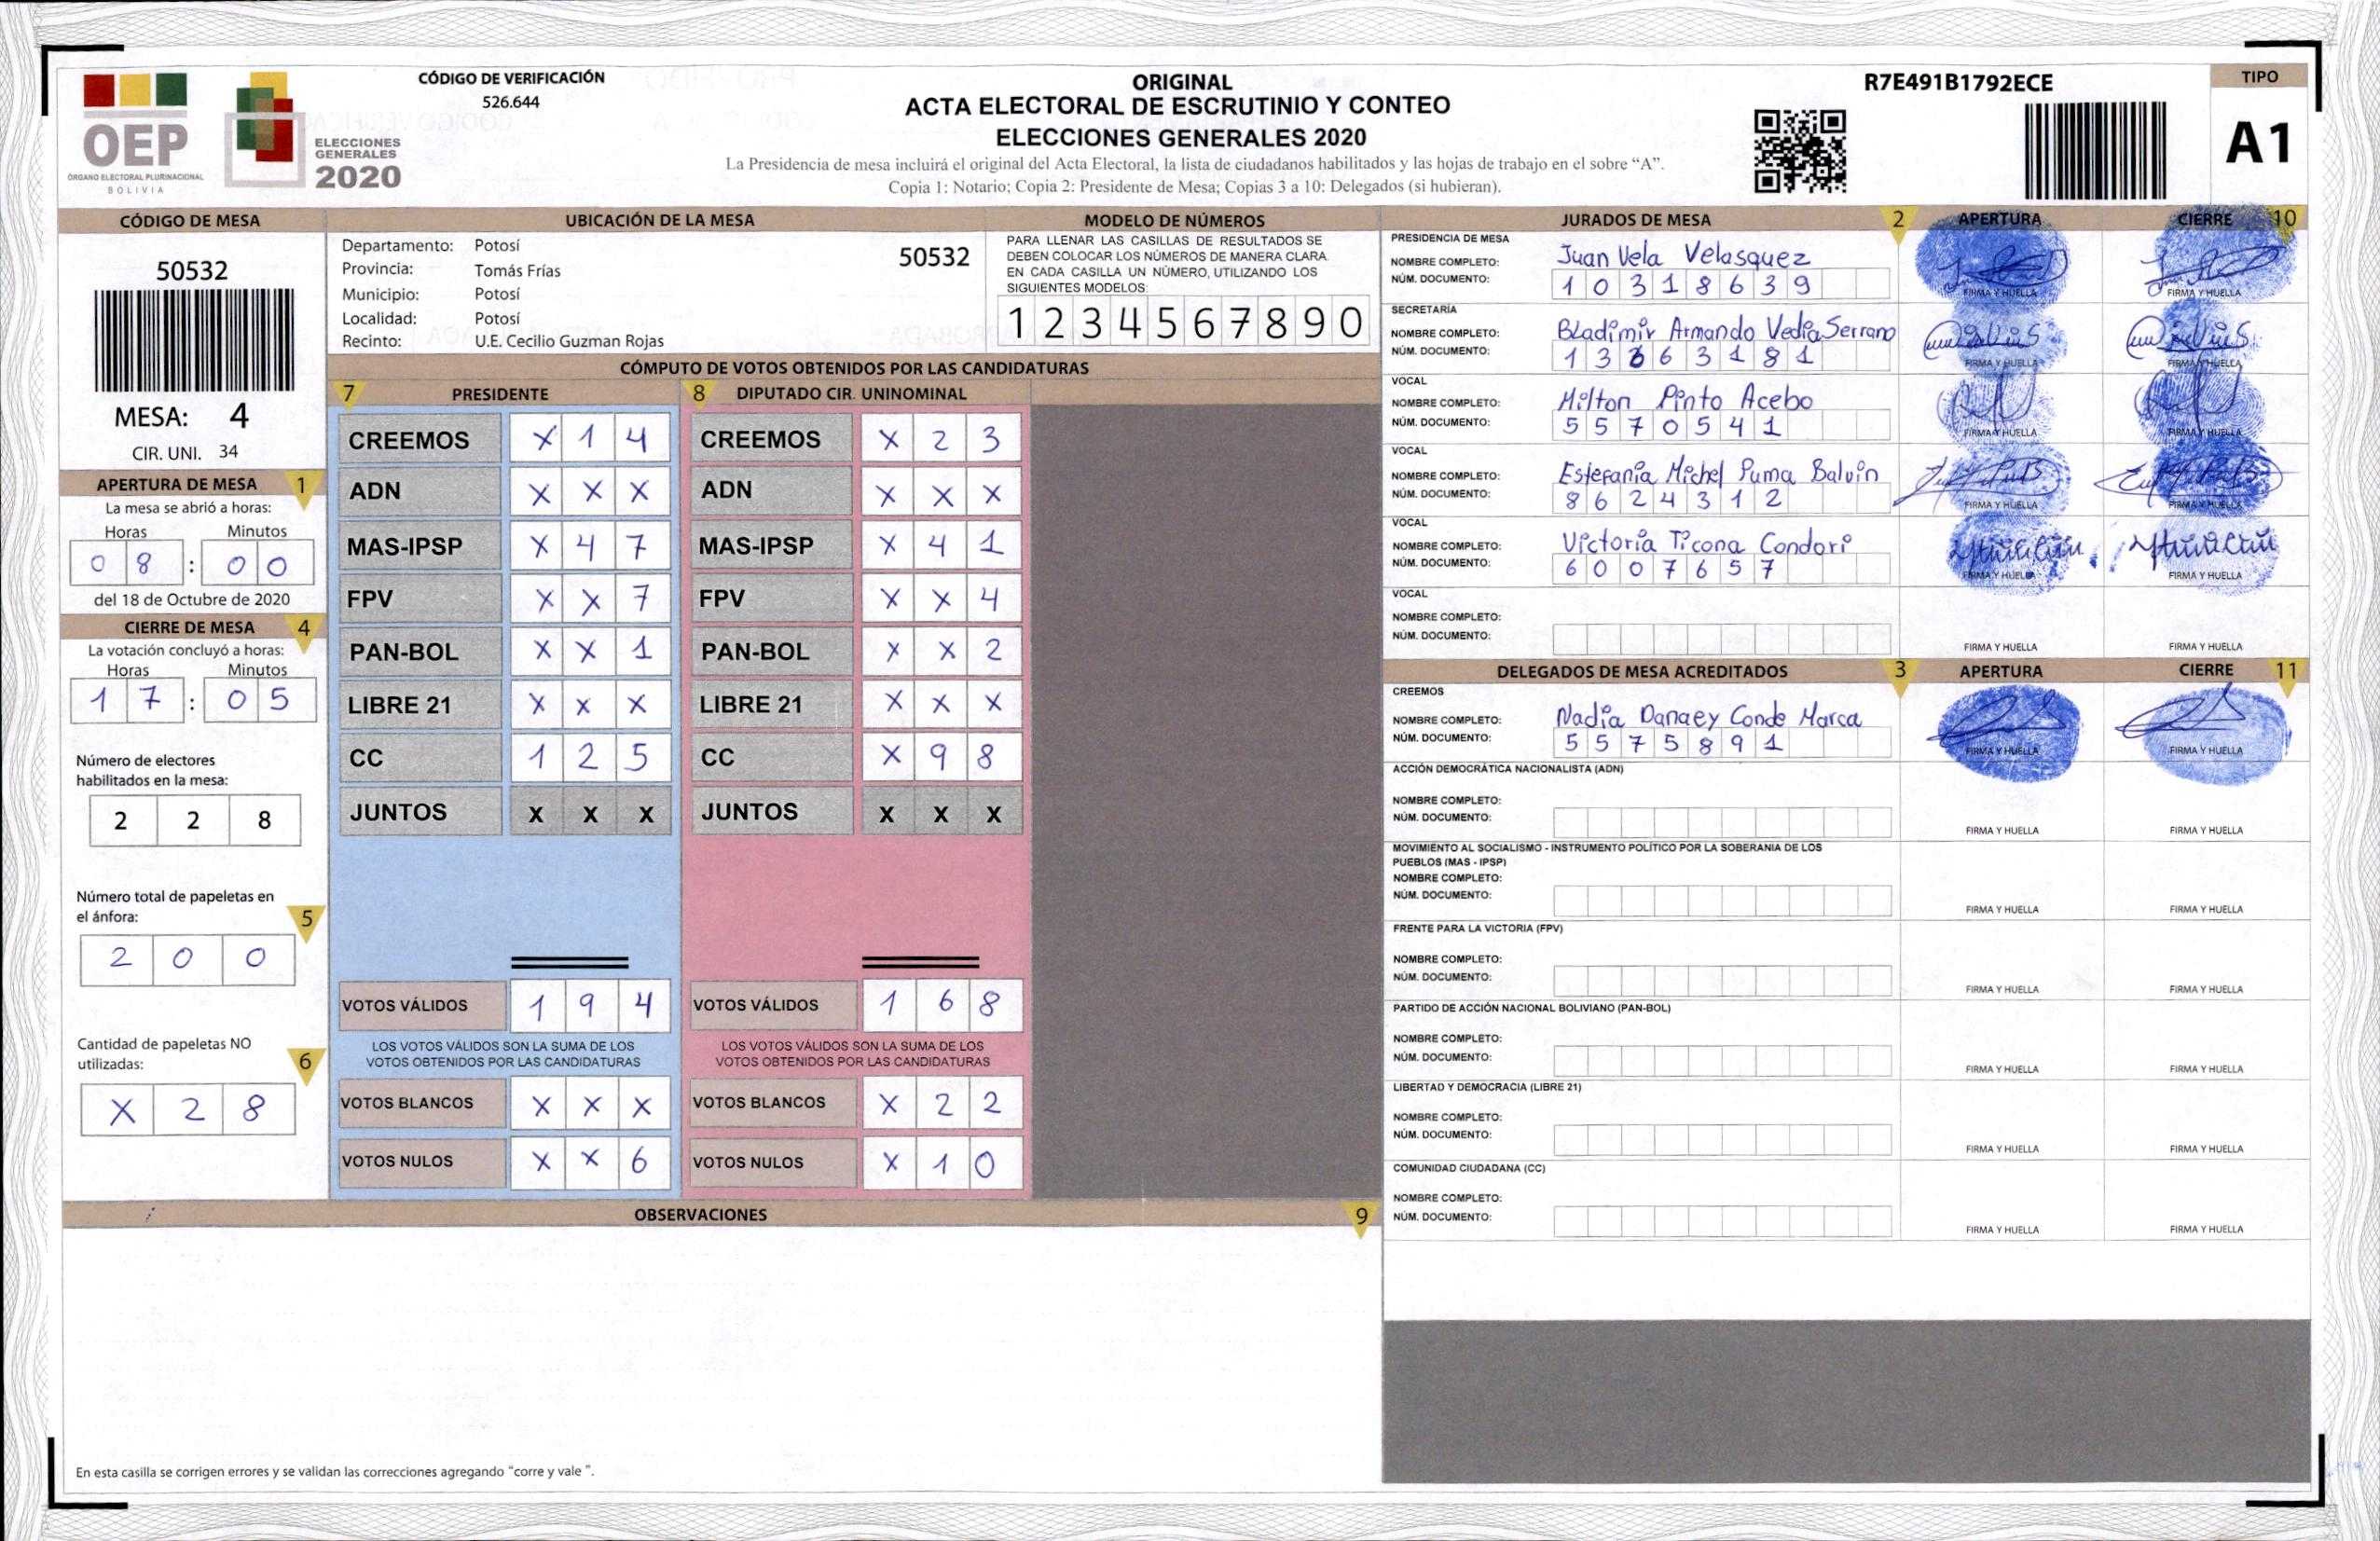 OEP
ÓRGANO ELECTORAL PLURINACIONAL
BOLIVIA
ELECCIONES
GENERALES
2020
CÓDIGO DE VERIFICACIÓN
526.644
ORIGINAL
ACTA ELECTORAL DE ESCRUTINIO Y CONTEO
ELECCIONES GENERALES 2020
La Presidencia de mesa incluirá el original del Acta Electoral, la lista de ciudadanos habilitados y las hojas de trabajo en el sobre “A”.
Copia 1: Notario; Copia 2: Presidente de Mesa; Copias 3 a 10: Delegados (si hubieran).
R7E491B1792ECE
TIPO
A1
CÓDIGO DE MESA
50532
MESA: 4
CIR. UNI. 34
APERTURA DE MESA 1
La mesa se abrió a horas:
Horas Minutos
0 8 : 0 0
del 18 de Octubre de 2020
CIERRE DE MESA 4
La votación concluyó a horas:
Horas Minutos
1 7 : 0 5
Número de electores
habilitados en la mesa:
2 2 8
Número total de papeletas en
el ánfora: 5
2 0 0
Cantidad de papeletas NO
utilizadas: 6
X 2 8
UBICACIÓN DE LA MESA
Departamento: Potosí
50532
Provincia: Tomás Frías
Municipio: Potosí
Localidad: Potosí
Recinto: U.E. Cecilio Guzman Rojas
MODELO DE NÚMEROS
PARA LLENAR LAS CASILLAS DE RESULTADOS SE
DEBEN COLOCAR LOS NÚMEROS DE MANERA CLARA.
EN CADA CASILLA UN NÚMERO, UTILIZANDO LOS
SIGUIENTES MODELOS:
1 2 3 4 5 6 7 8 9 0
CÓMPUTO DE VOTOS OBTENIDOS POR LAS CANDIDATURAS
7 PRESIDENTE
CREEMOS X 1 4
ADN X X X
MAS-IPSP X 4 7
FPV X X 7
PAN-BOL X X 1
LIBRE 21 X X X
CC 1 2 5
JUNTOS X X X
VOTOS VÁLIDOS 1 9 4
LOS VOTOS VÁLIDOS SON LA SUMA DE LOS
VOTOS OBTENIDOS POR LAS CANDIDATURAS
VOTOS BLANCOS X X X
VOTOS NULOS X X 6
8 DIPUTADO CIR. UNINOMINAL
CREEMOS X 2 3
ADN X X X
MAS-IPSP X 4 1
FPV X X 4
PAN-BOL X X 2
LIBRE 21 X X X
CC X 9 8
JUNTOS X X X
VOTOS VÁLIDOS 1 6 8
LOS VOTOS VÁLIDOS SON LA SUMA DE LOS
VOTOS OBTENIDOS POR LAS CANDIDATURAS
VOTOS BLANCOS X 2 2
VOTOS NULOS X 1 0
OBSERVACIONES 9
En esta casilla se corrigen errores y se validan las correcciones agregando “corre y vale ”.
JURADOS DE MESA 2 APERTURA CIERRE 10
PRESIDENCIA DE MESA
NOMBRE COMPLETO: Juan Vela Velasquez
NÚM. DOCUMENTO: 1 0 3 1 8 6 3 9
FIRMA Y HUELLA FIRMA Y HUELLA
SECRETARÍA
NOMBRE COMPLETO: Bladimir Armando Vedia Serrano
NÚM. DOCUMENTO: 1 3 6 6 3 1 8 1
FIRMA Y HUELLA FIRMA Y HUELLA
VOCAL
NOMBRE COMPLETO: Milton Pinto Acebo
NÚM. DOCUMENTO: 5 5 7 0 5 4 1
FIRMA Y HUELLA FIRMA Y HUELLA
VOCAL
NOMBRE COMPLETO: Estefania Michel Puma Balvin
NÚM. DOCUMENTO: 8 6 2 4 3 1 2
FIRMA Y HUELLA FIRMA Y HUELLA
VOCAL
NOMBRE COMPLETO: Victoria Ticona Condori
NÚM. DOCUMENTO: 6 0 0 7 6 5 7
FIRMA Y HUELLA FIRMA Y HUELLA
VOCAL
NOMBRE COMPLETO:
NÚM. DOCUMENTO:
FIRMA Y HUELLA FIRMA Y HUELLA
DELEGADOS DE MESA ACREDITADOS 3 APERTURA CIERRE 11
CREEMOS
NOMBRE COMPLETO: Nadia Danaey Conde Marca
NÚM. DOCUMENTO: 5 5 7 5 8 9 1
FIRMA Y HUELLA FIRMA Y HUELLA
ACCIÓN DEMOCRÁTICA NACIONALISTA (ADN)
NOMBRE COMPLETO:
NÚM. DOCUMENTO:
FIRMA Y HUELLA FIRMA Y HUELLA
MOVIMIENTO AL SOCIALISMO - INSTRUMENTO POLÍTICO POR LA SOBERANIA DE LOS
PUEBLOS (MAS - IPSP)
NOMBRE COMPLETO:
NÚM. DOCUMENTO:
FIRMA Y HUELLA FIRMA Y HUELLA
FRENTE PARA LA VICTORIA (FPV)
NOMBRE COMPLETO:
NÚM. DOCUMENTO:
FIRMA Y HUELLA FIRMA Y HUELLA
PARTIDO DE ACCIÓN NACIONAL BOLIVIANO (PAN-BOL)
NOMBRE COMPLETO:
NÚM. DOCUMENTO:
FIRMA Y HUELLA FIRMA Y HUELLA
LIBERTAD Y DEMOCRACIA (LIBRE 21)
NOMBRE COMPLETO:
NÚM. DOCUMENTO:
FIRMA Y HUELLA FIRMA Y HUELLA
COMUNIDAD CIUDADANA (CC)
NOMBRE COMPLETO:
NÚM. DOCUMENTO:
FIRMA Y HUELLA FIRMA Y HUELLA